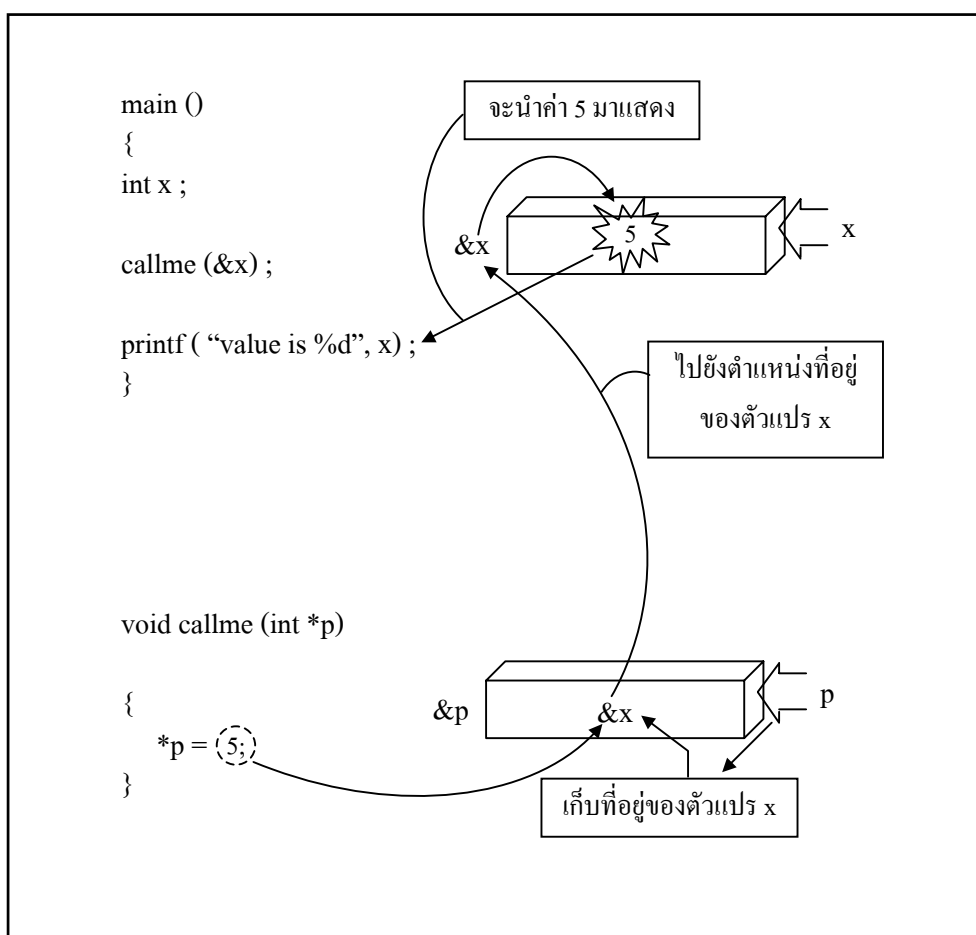 main ()
{
int x ;
callme (&x) ;
printf ( “value is %d”, x) ;
}
จะนำค่า 5 มาแสดง
&x
5
x
ไปยังตำแหน่งที่อยู่
ของตัวแปร x
void callme (int *p)
{
*p = 5;
}
&p
&x
p
เก็บที่อยู่ของตัวแปร x